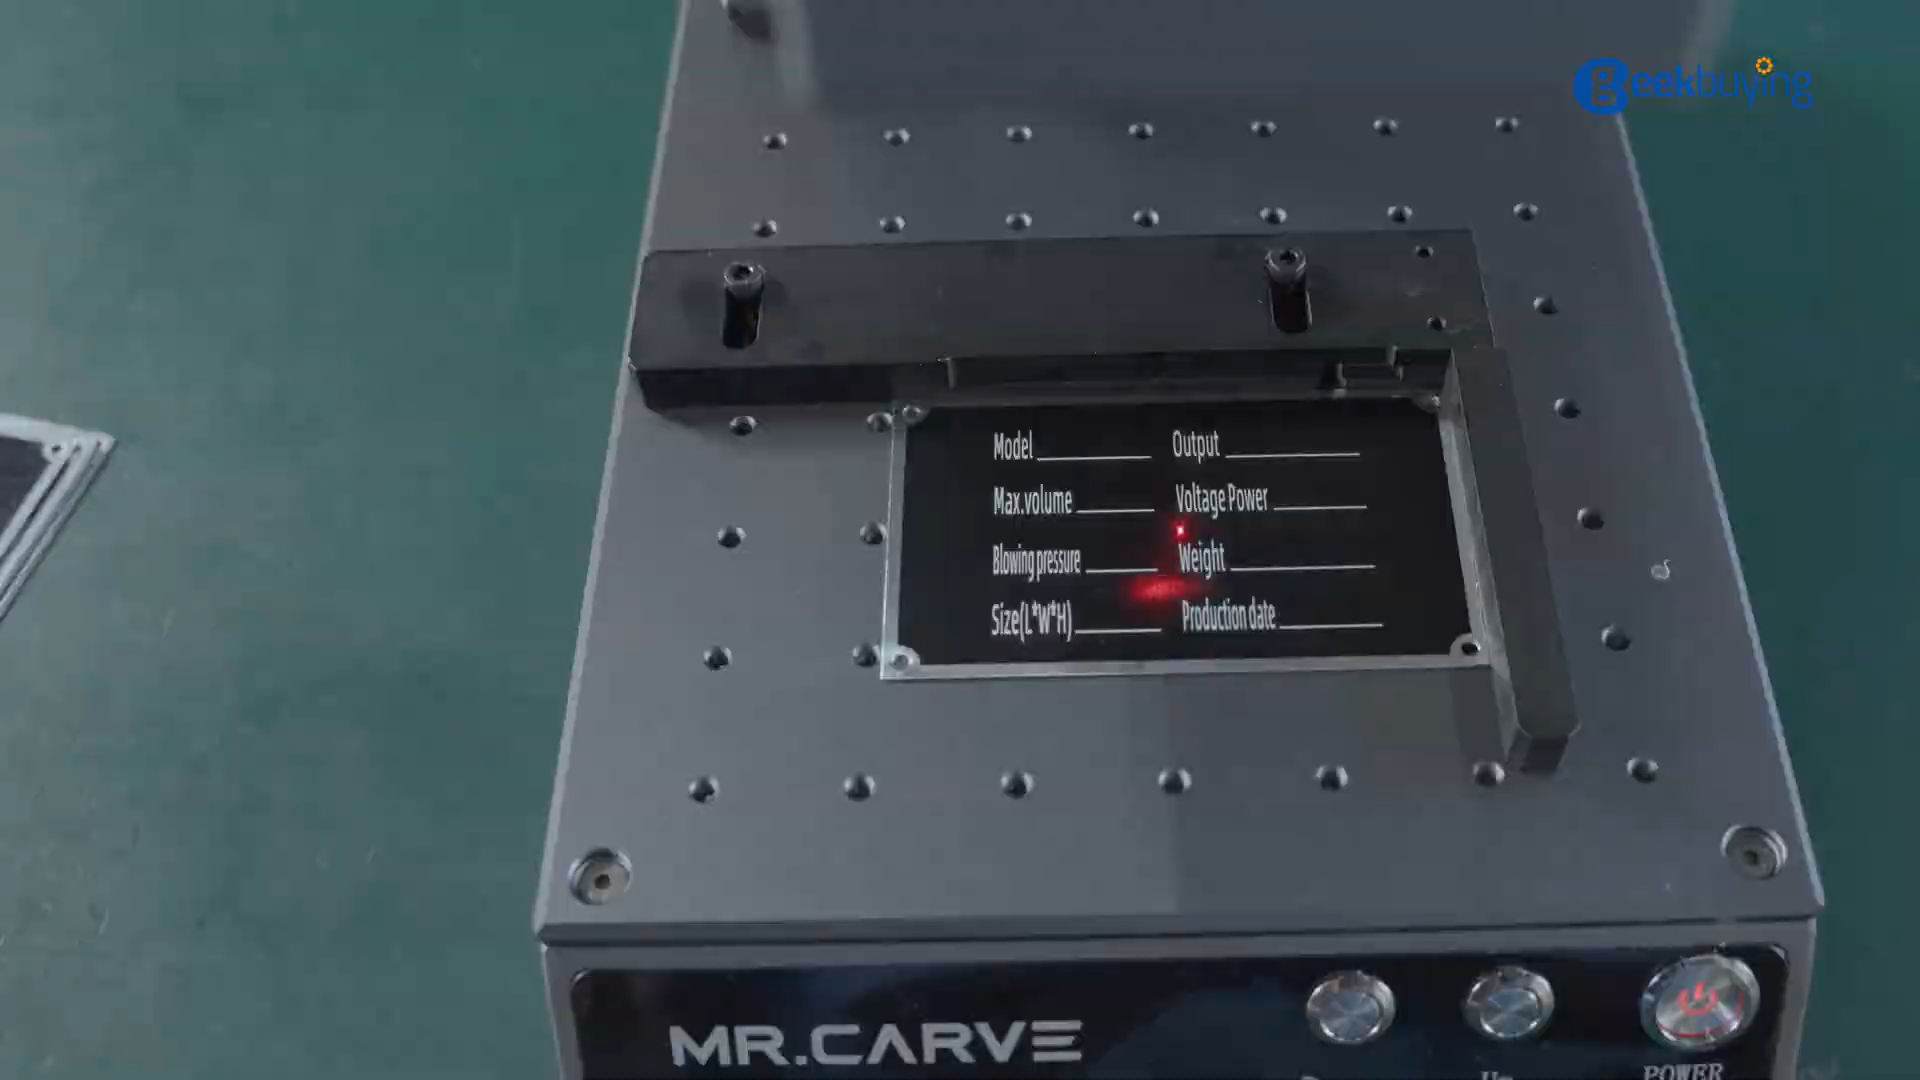 geekbuying
Model Output
Max.volume Voltage Power
Blowing pressure Weight
Size(L*W*H) Production date
MR.CARVE
POWER